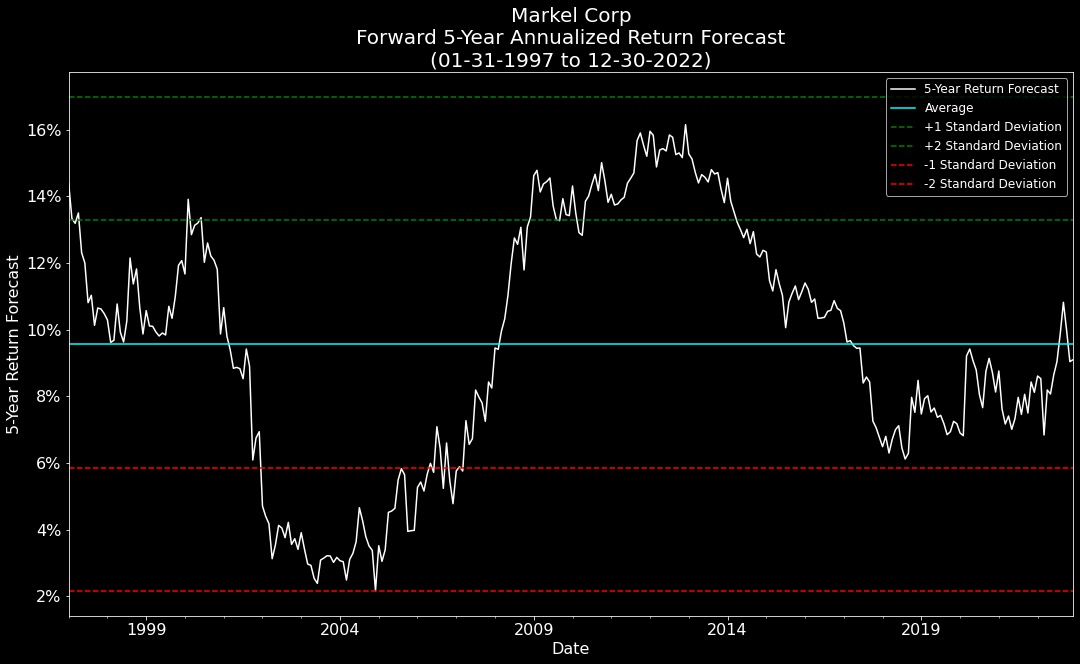 Markel Corp
Forward 5-Year Annualized Return Forecast
(01-31-1997 to 12-30-2022)
5-Year Return Forecast
Average
+1 Standard Deviation
+2 Standard Deviation
-1 Standard Deviation
-2 Standard Deviation
5-Year Return Forecast
16%
14%
12%
10%
8%
6%
4%
2%
1999
2004
2009
2014
2019
Date